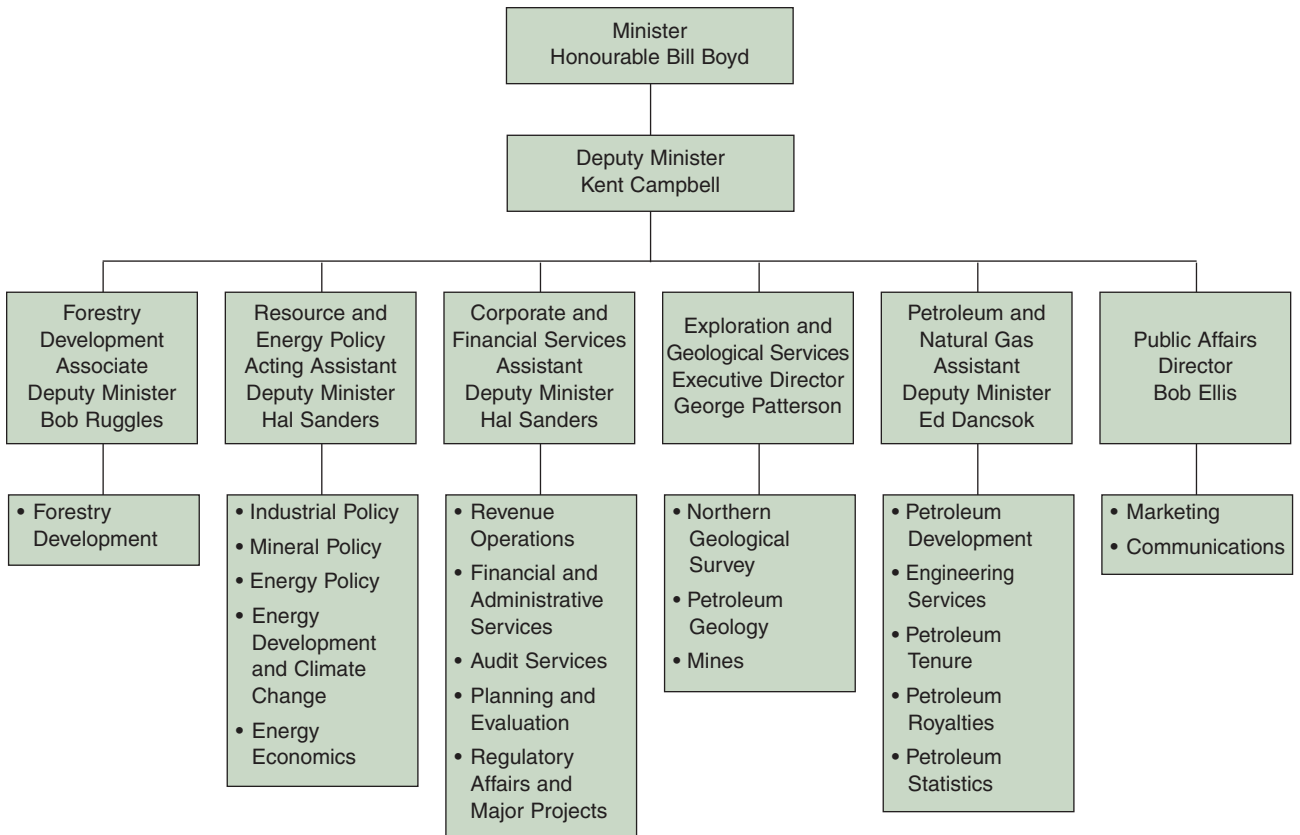 Minister
Honourable Bill Boyd
Deputy Minister
Kent Campbell
Forestry
Development
Associate
Deputy Minister
Bob Ruggles
Resource and
Energy Policy
Acting Assistant
Deputy Minister
Hal Sanders
Corporate and
Financial Services
Assistant
Deputy Minister
Hal Sanders
Exploration and
Geological Services
Executive Director
George Patterson
Petroleum and
Natural Gas
Assistant
Deputy Minister
Ed Dancsok
Public Affairs
Director
Bob Ellis
• Forestry
Development
• Industrial Policy
• Mineral Policy
• Energy Policy
• Energy
Development
and Climate
Change
• Energy
Economics
• Revenue
Operations
• Financial and
Administrative
Services
• Audit Services
• Planning and
Evaluation
• Regulatory
Affairs and
Major Projects
• Northern
Geological
Survey
• Petroleum
Geology
• Mines
• Petroleum
Development
• Engineering
Services
• Petroleum
Tenure
• Petroleum
Royalties
• Petroleum
Statistics
• Marketing
• Communications